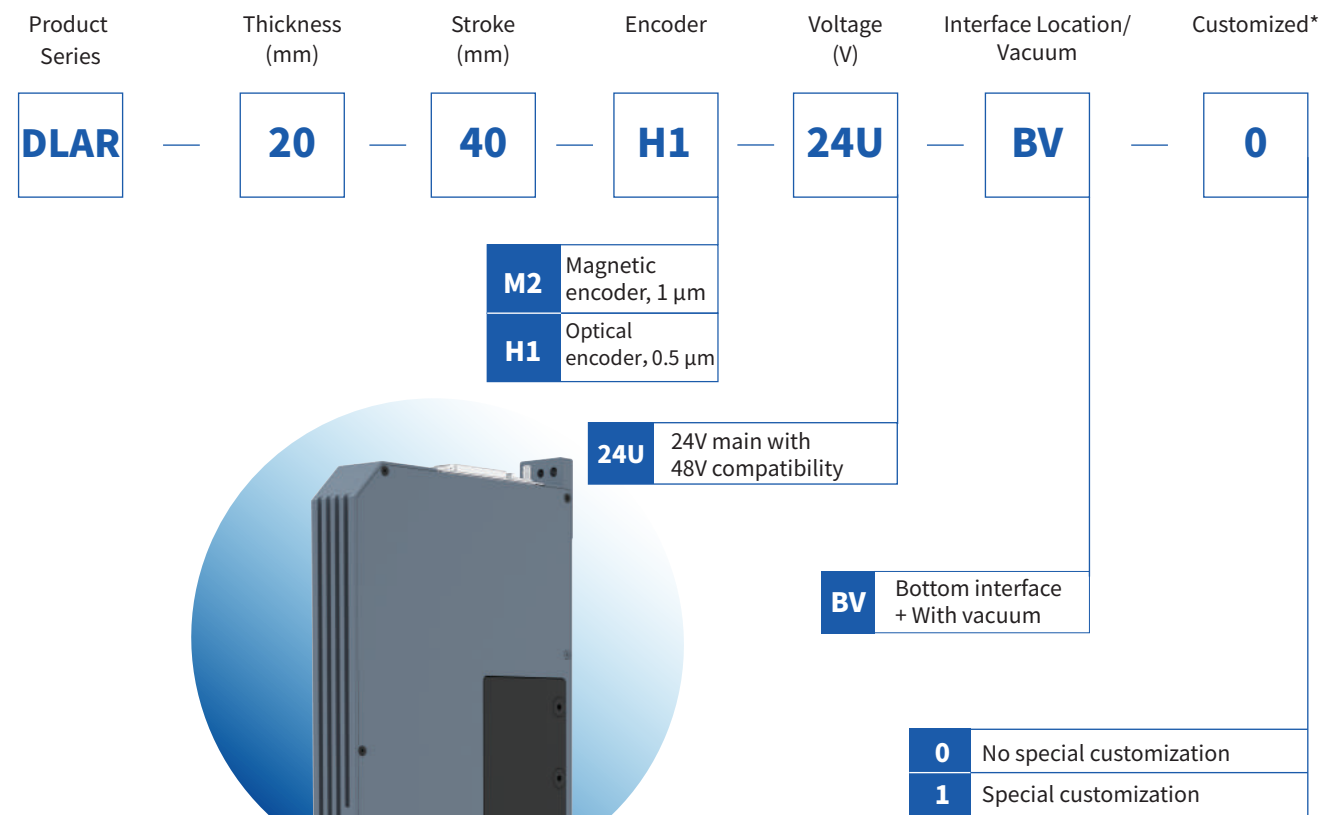 Product
Series
Thickness
(mm)
Stroke
(mm)
Encoder
Voltage
(V)
Interface Location/
Vacuum
Customized*
DLAR — 20 — 40 — H1 — 24U — BV — 0
M2
Magnetic
encoder, 1 μm
H1
Optical
encoder, 0.5 μm
24U
24V main with
48V compatibility
BV
Bottom interface
+ With vacuum
0 No special customization
1 Special customization